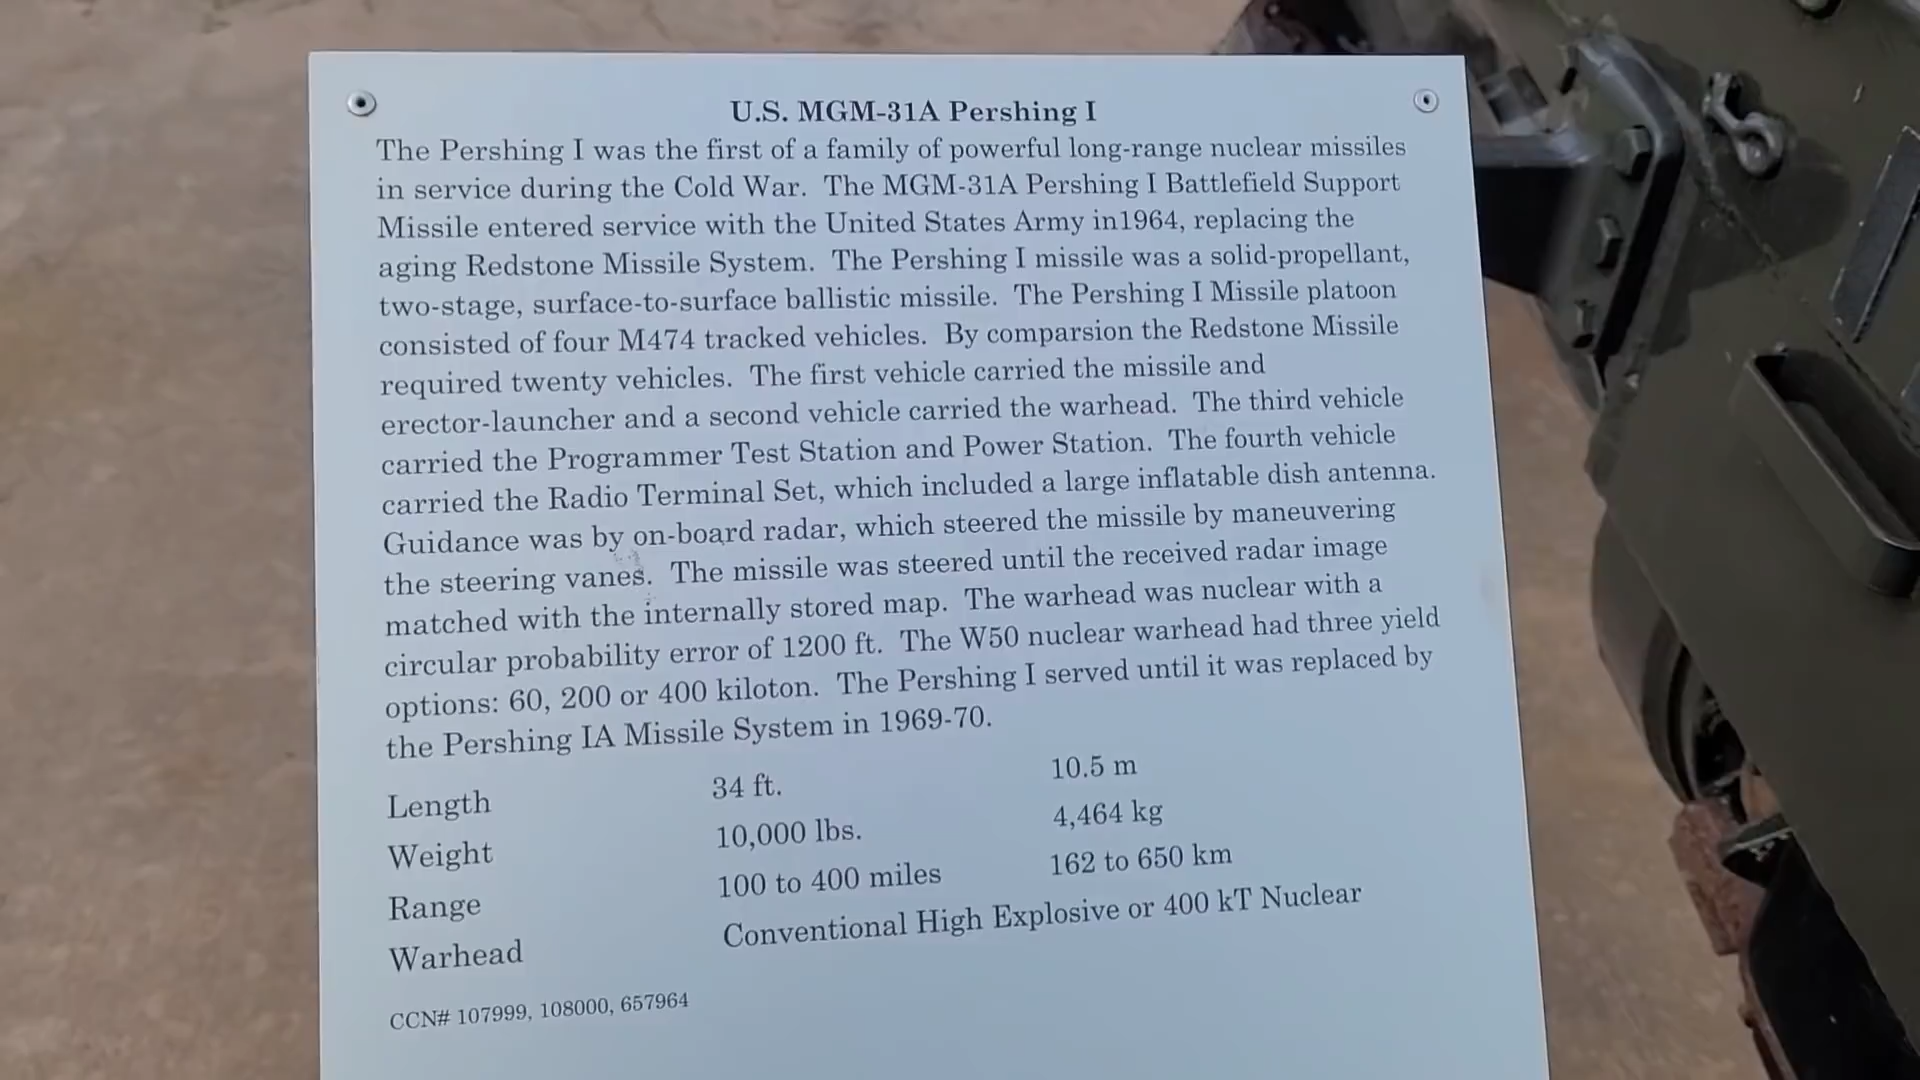 U.S. MGM-31A Pershing I
The Pershing I was the first of a family of powerful long-range nuclear missiles
in service during the Cold War. The MGM-31A Pershing I Battlefield Support
Missile entered service with the United States Army in1964, replacing the
aging Redstone Missile System. The Pershing I missile was a solid-propellant,
two-stage, surface-to-surface ballistic missile. The Pershing I Missile platoon
consisted of four M474 tracked vehicles. By comparsion the Redstone Missile
required twenty vehicles. The first vehicle carried the missile and
erector-launcher and a second vehicle carried the warhead. The third vehicle
carried the Programmer Test Station and Power Station. The fourth vehicle
carried the Radio Terminal Set, which included a large inflatable dish antenna.
Guidance was by on-board radar, which steered the missile by maneuvering
the steering vanes. The missile was steered until the received radar image
matched with the internally stored map. The warhead was nuclear with a
circular probability error of 1200 ft. The W50 nuclear warhead had three yield
options: 60, 200 or 400 kiloton. The Pershing I served until it was replaced by
the Pershing IA Missile System in 1969-70.
Length 34 ft. 10.5 m
Weight 10,000 lbs. 4,464 kg
Range 100 to 400 miles 162 to 650 km
Warhead Conventional High Explosive or 400 kT Nuclear
CCN# 107999, 108000, 657964